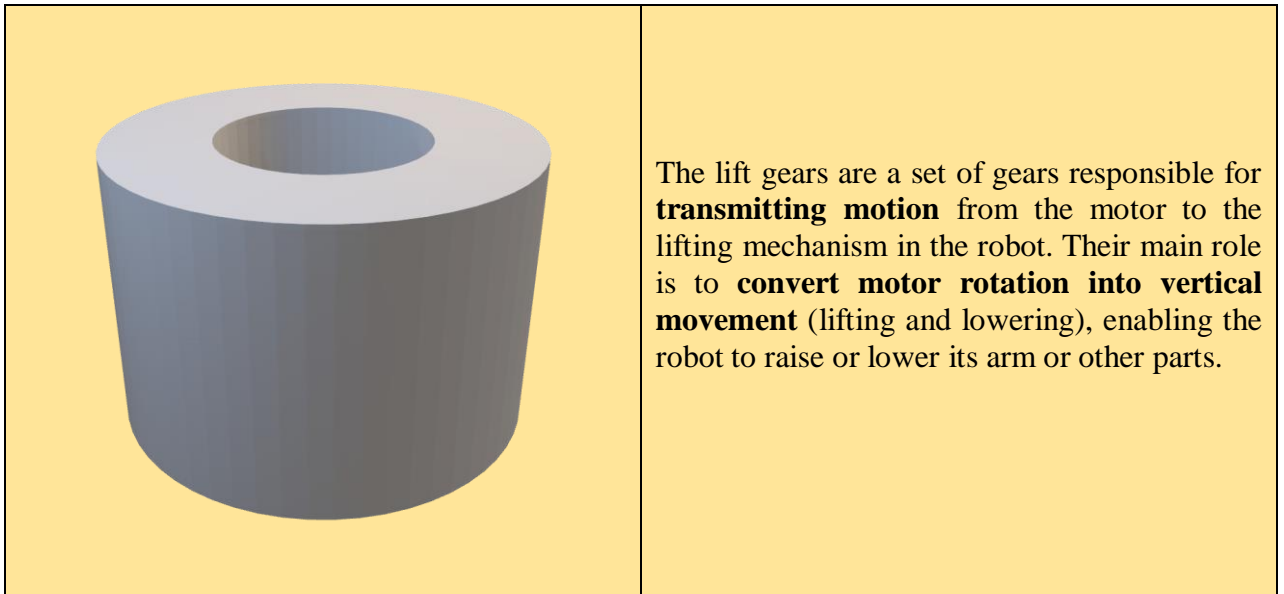 The lift gears are a set of gears responsible for
transmitting motion from the motor to the
lifting mechanism in the robot. Their main role
is to convert motor rotation into vertical
movement (lifting and lowering), enabling the
robot to raise or lower its arm or other parts.